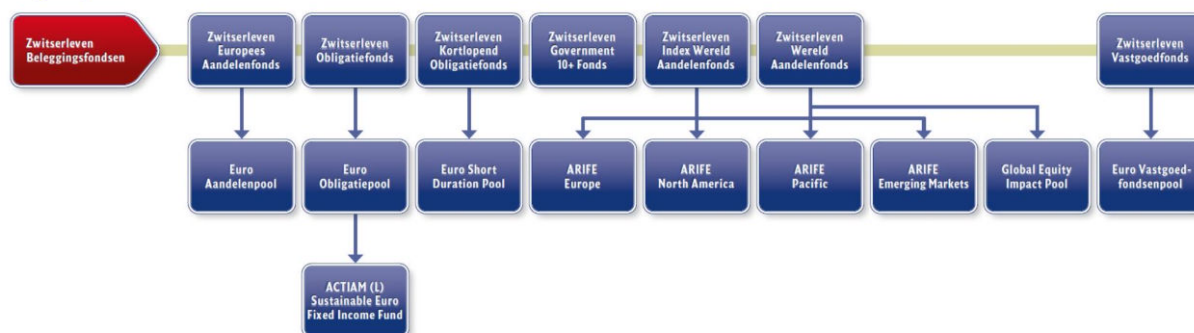 Zwitserleven
Beleggingsfondsen
Zwitserleven
Europees
Aandelenfonds
Zwitserleven
Obligatiefonds
Zwitserleven
Kortlopend
Obligatiefonds
Zwitserleven
Government
10+ Fonds
Zwitserleven
Index Wereld
Aandelenfonds
Zwitserleven
Wereld
Aandelenfonds
Zwitserleven
Vastgoedfonds
Euro
Aandelenpool
Euro
Obligatiepool
Euro Short
Duration Pool
ARIFE
Europe
ARIFE
North America
ARIFE
Pacific
ARIFE
Emerging Markets
Global Equity
Impact Pool
Euro Vastgoed-
fondsenpool
ACTIAM (L)
Sustainable Euro
Fixed Income Fund